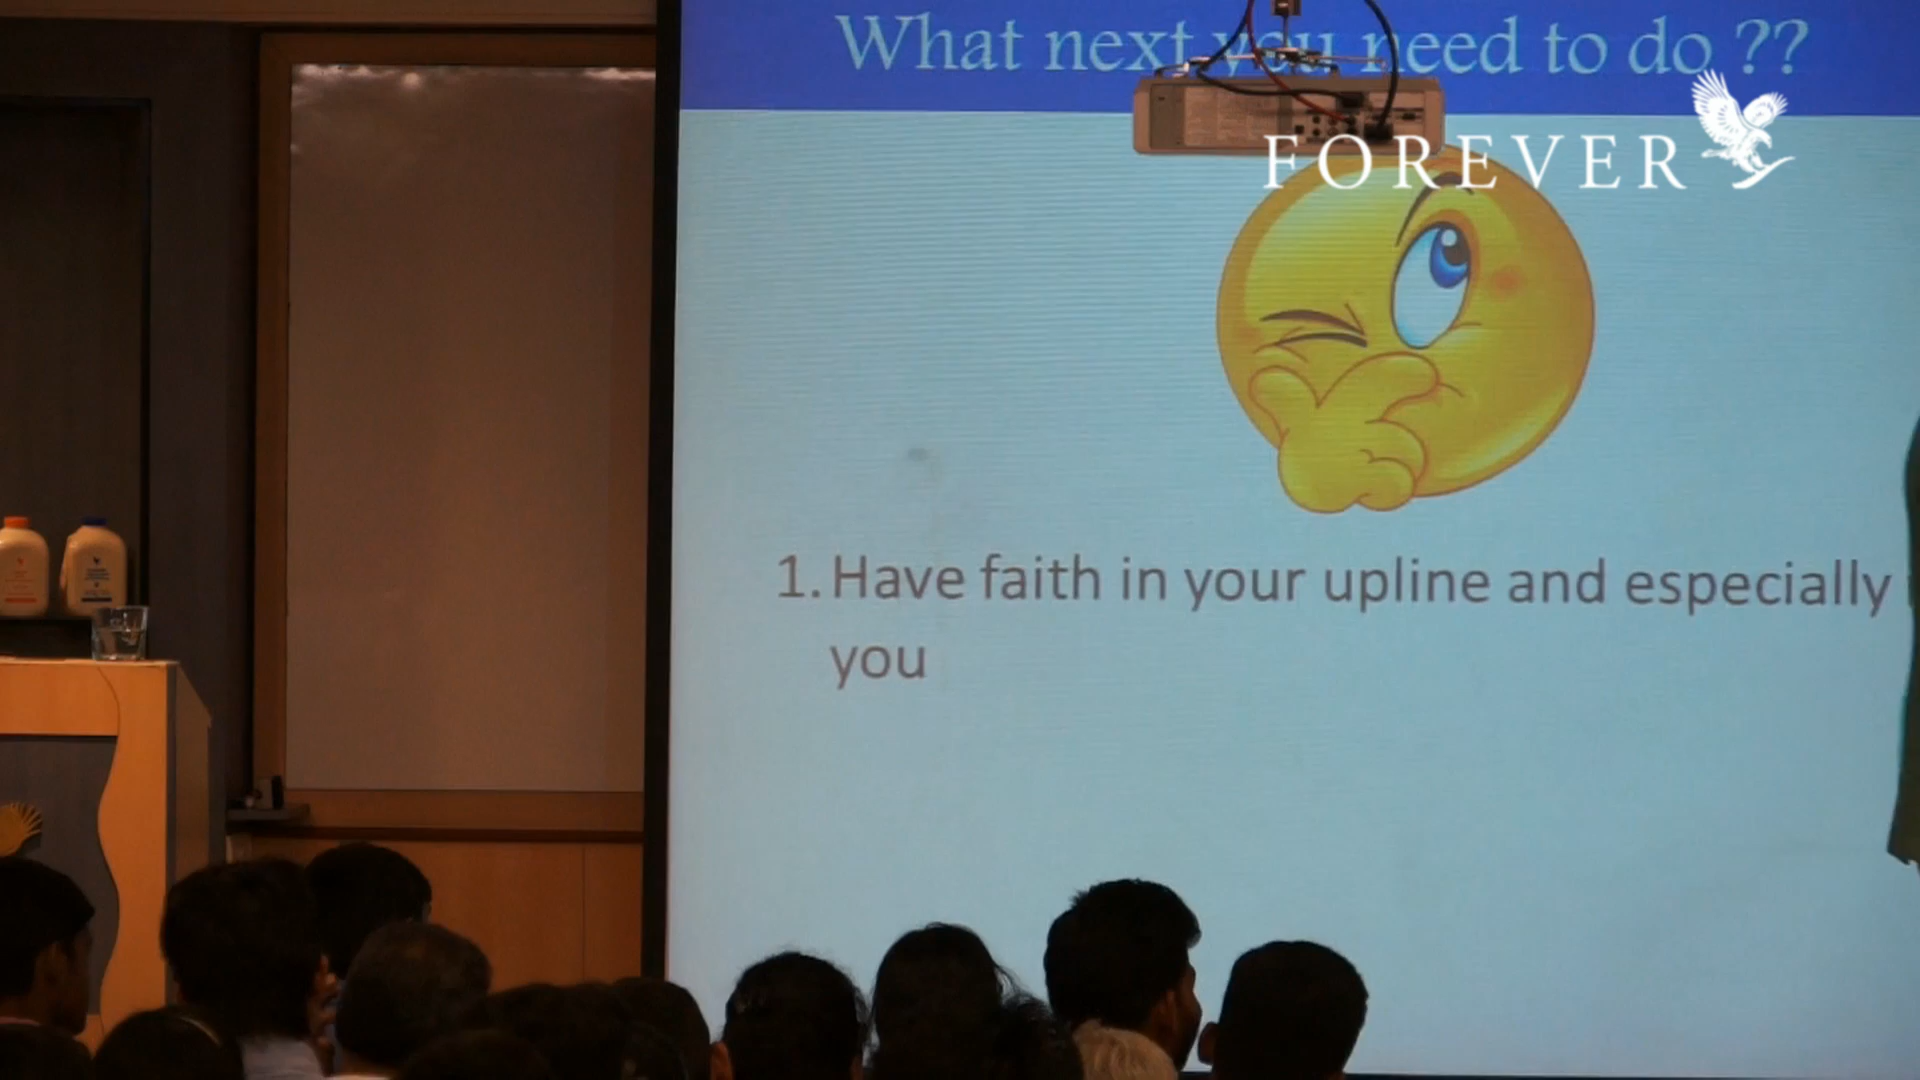 What next you need to do ??
FOREVER
1. Have faith in your upline and especially
you